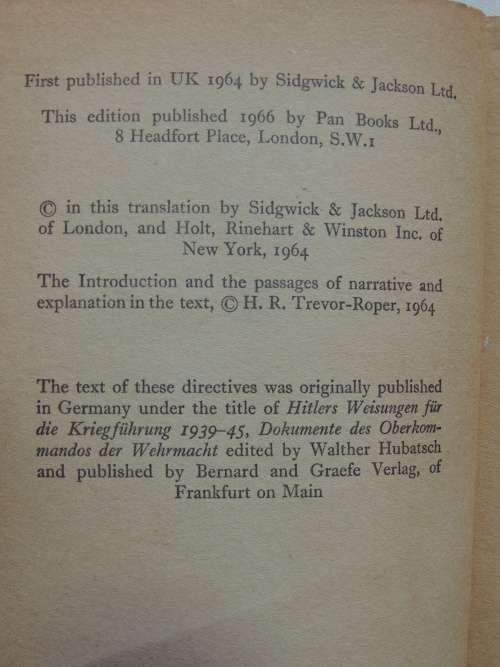 First published in UK 1964 by Sidgwick & Jackson Ltd.
This edition published 1966 by Pan Books Ltd.,
8 Headfort Place, London, S.W.1
© in this translation by Sidgwick & Jackson Ltd.
of London, and Holt, Rinehart & Winston Inc. of
New York, 1964
The Introduction and the passages of narrative and
explanation in the text, © H. R. Trevor-Roper, 1964
The text of these directives was originally published
in Germany under the title of Hitlers Weisungen für
die Kriegführung 1939–45, Dokumente des Oberkom-
mandos der Wehrmacht edited by Walther Hubatsch
and published by Bernard and Graefe Verlag, of
Frankfurt on Main